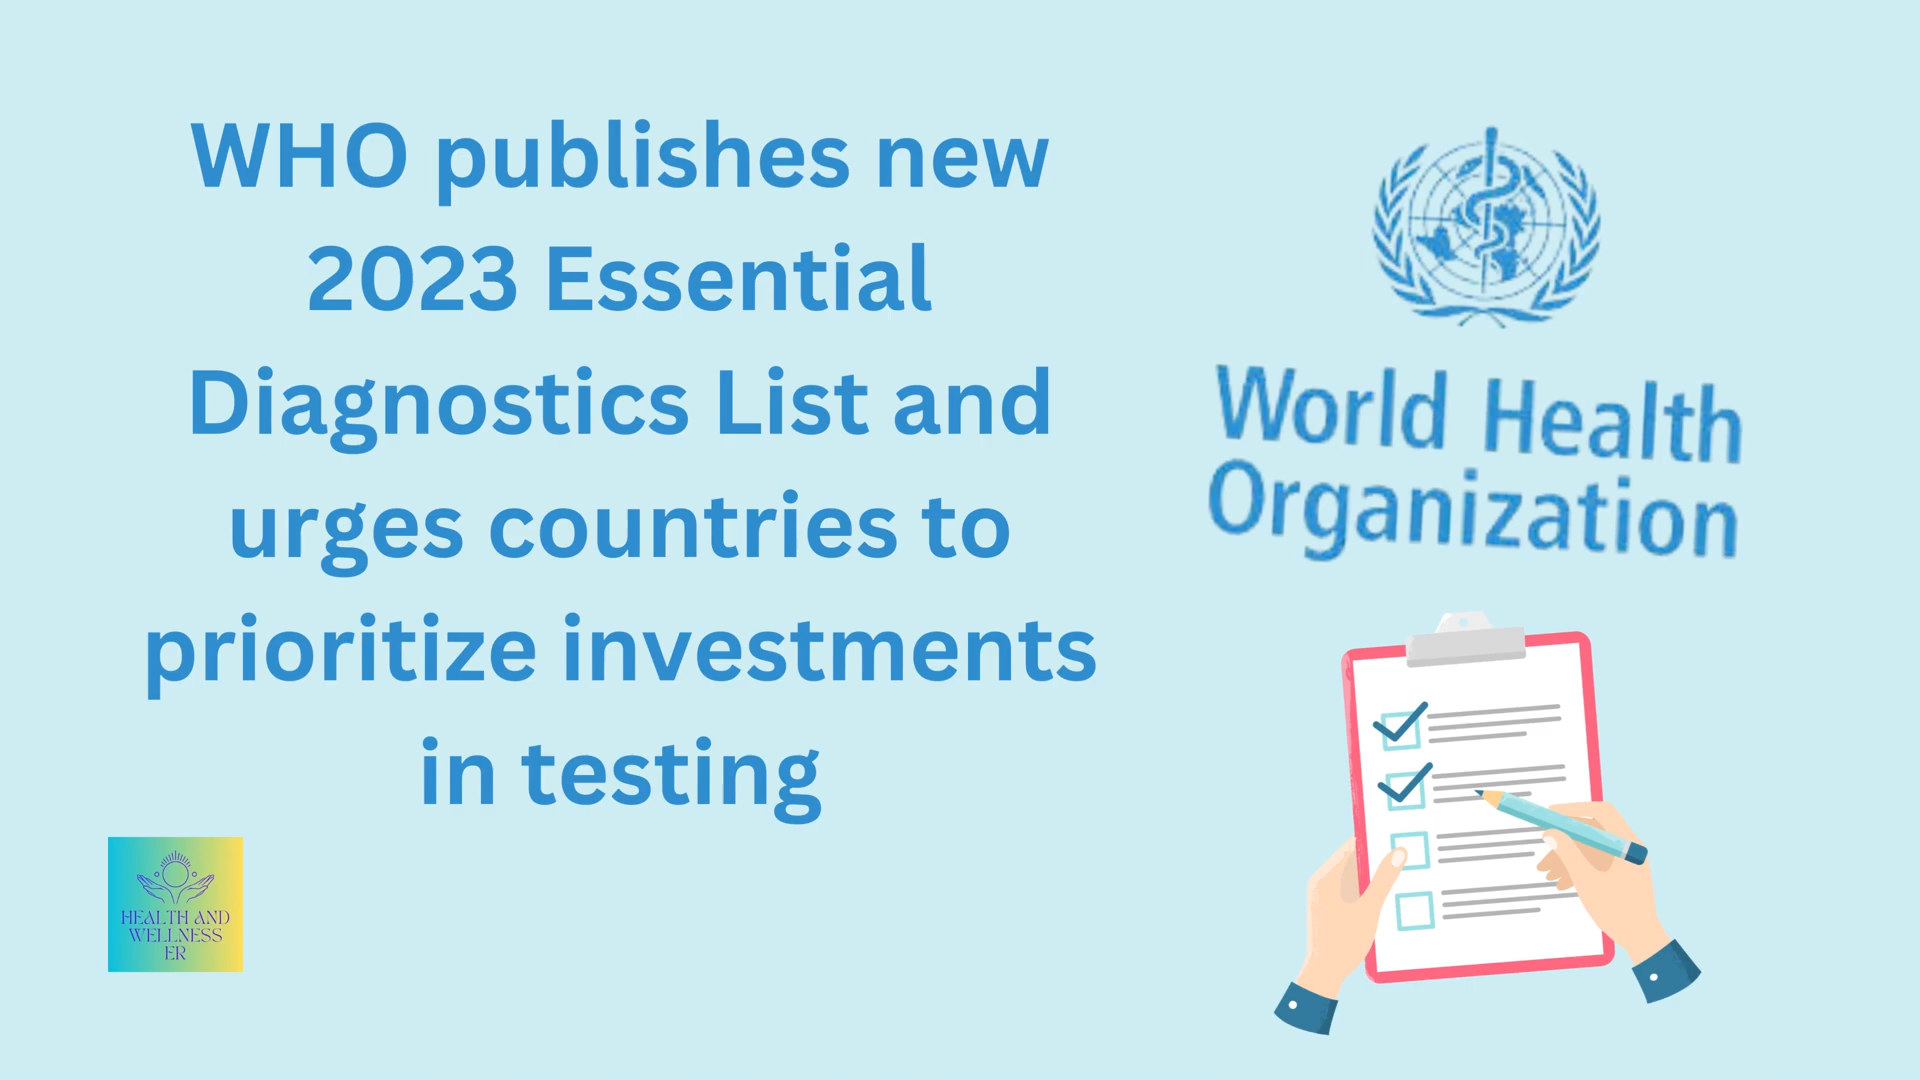 WHO publishes new
2023 Essential
Diagnostics List and
urges countries to
prioritize investments
in testing
World Health
Organization
HEALTH AND
WELLNESS
ER